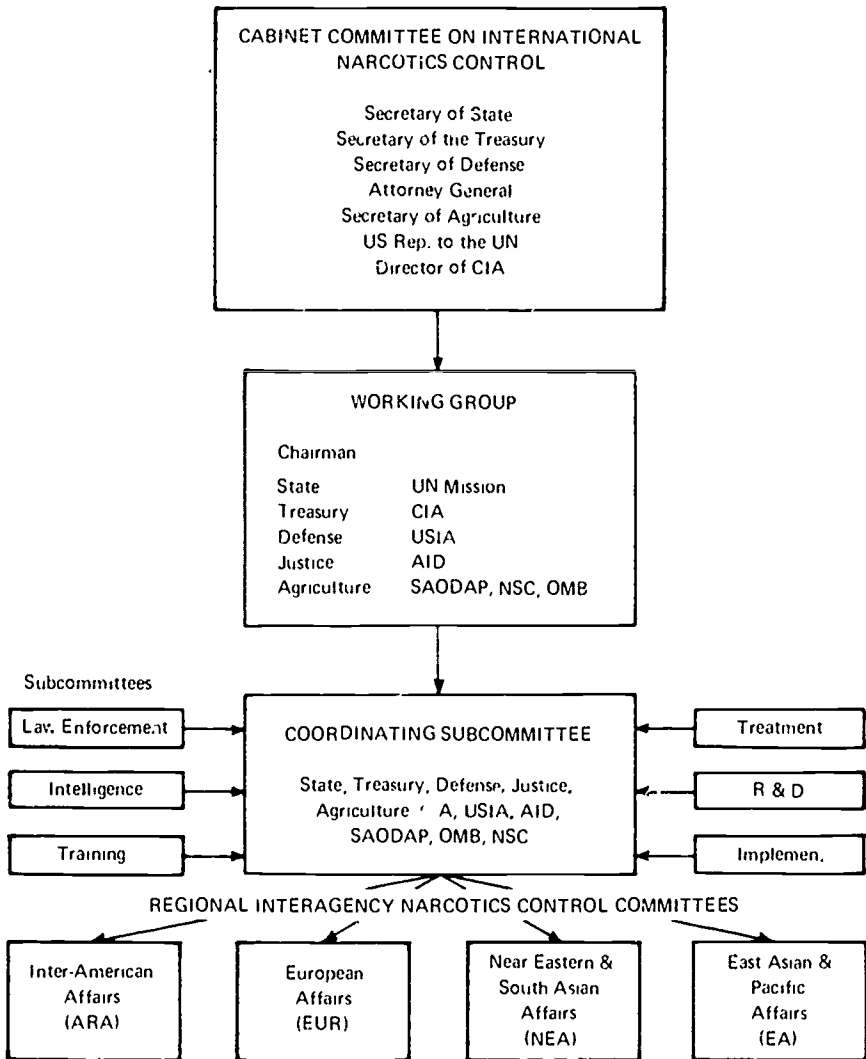 CABINET COMMITTEE ON INTERNATIONAL
NARCOTICS CONTROL
Secretary of State
Secretary of the Treasury
Secretary of Defense
Attorney General
Secretary of Agriculture
US Rep. to the UN
Director of CIA
WORKING GROUP
Chairman
State UN Mission
Treasury CIA
Defense USIA
Justice AID
Agriculture SAODAP, NSC, OMB
Subcommittees
Law Enforcement
Intelligence
Training
COORDINATING SUBCOMMITTEE
State, Treasury, Defense, Justice,
Agriculture A, USIA, AID,
SAODAP, OMB, NSC
Treatment
R & D
Implemen.
REGIONAL INTERAGENCY NARCOTICS CONTROL COMMITTEES
Inter-American
Affairs
(ARA)
European
Affairs
(EUR)
Near Eastern &
South Asian
Affairs
(NEA)
East Asian &
Pacific
Affairs
(EA)